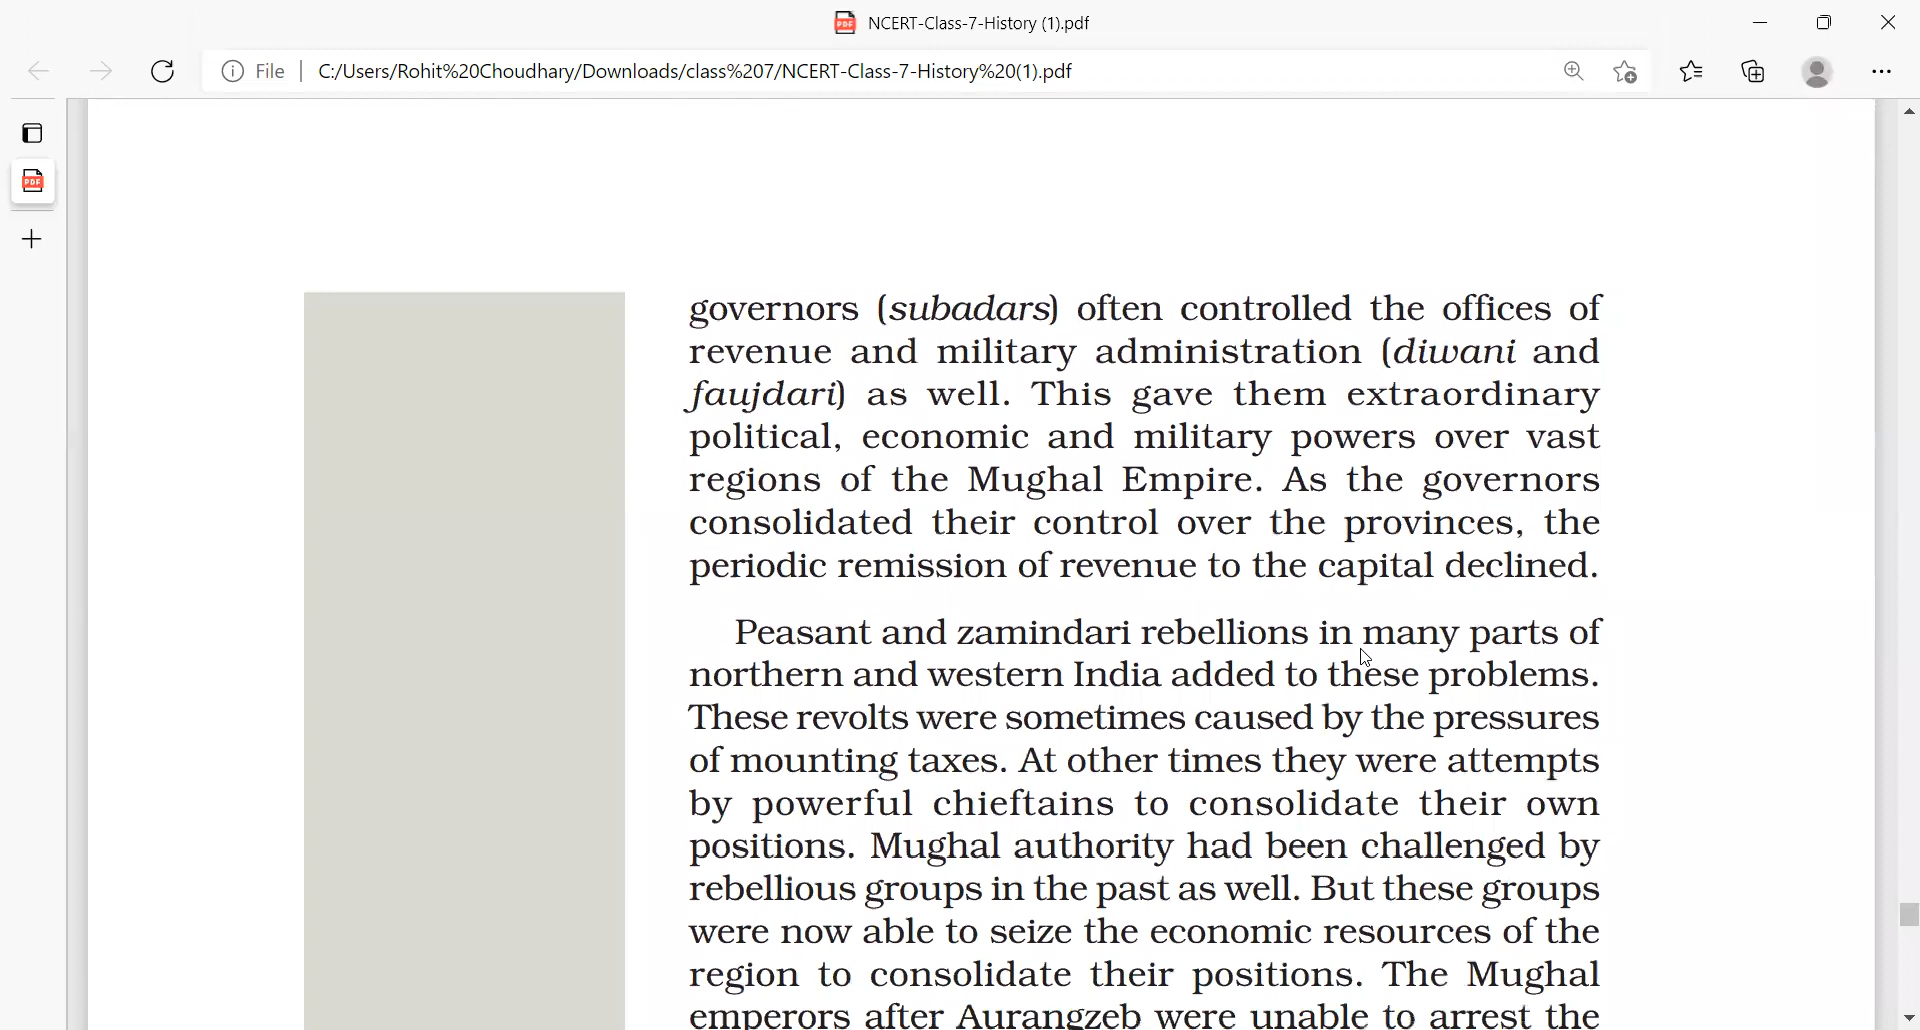 NCERT-Class-7-History (1).pdf
File
C:/Users/Rohit%20Choudhary/Downloads/class%207/NCERT-Class-7-History%20(1).pdf
governors (subadars) often controlled the offices of
revenue and military administration (diwani and
faujdari) as well. This gave them extraordinary
political, economic and military powers over vast
regions of the Mughal Empire. As the governors
consolidated their control over the provinces, the
periodic remission of revenue to the capital declined.
Peasant and zamindari rebellions in many parts of
northern and western India added to these problems.
These revolts were sometimes caused by the pressures
of mounting taxes. At other times they were attempts
by powerful chieftains to consolidate their own
positions. Mughal authority had been challenged by
rebellious groups in the past as well. But these groups
were now able to seize the economic resources of the
region to consolidate their positions. The Mughal
emperors after Aurangzeb were unable to arrest the